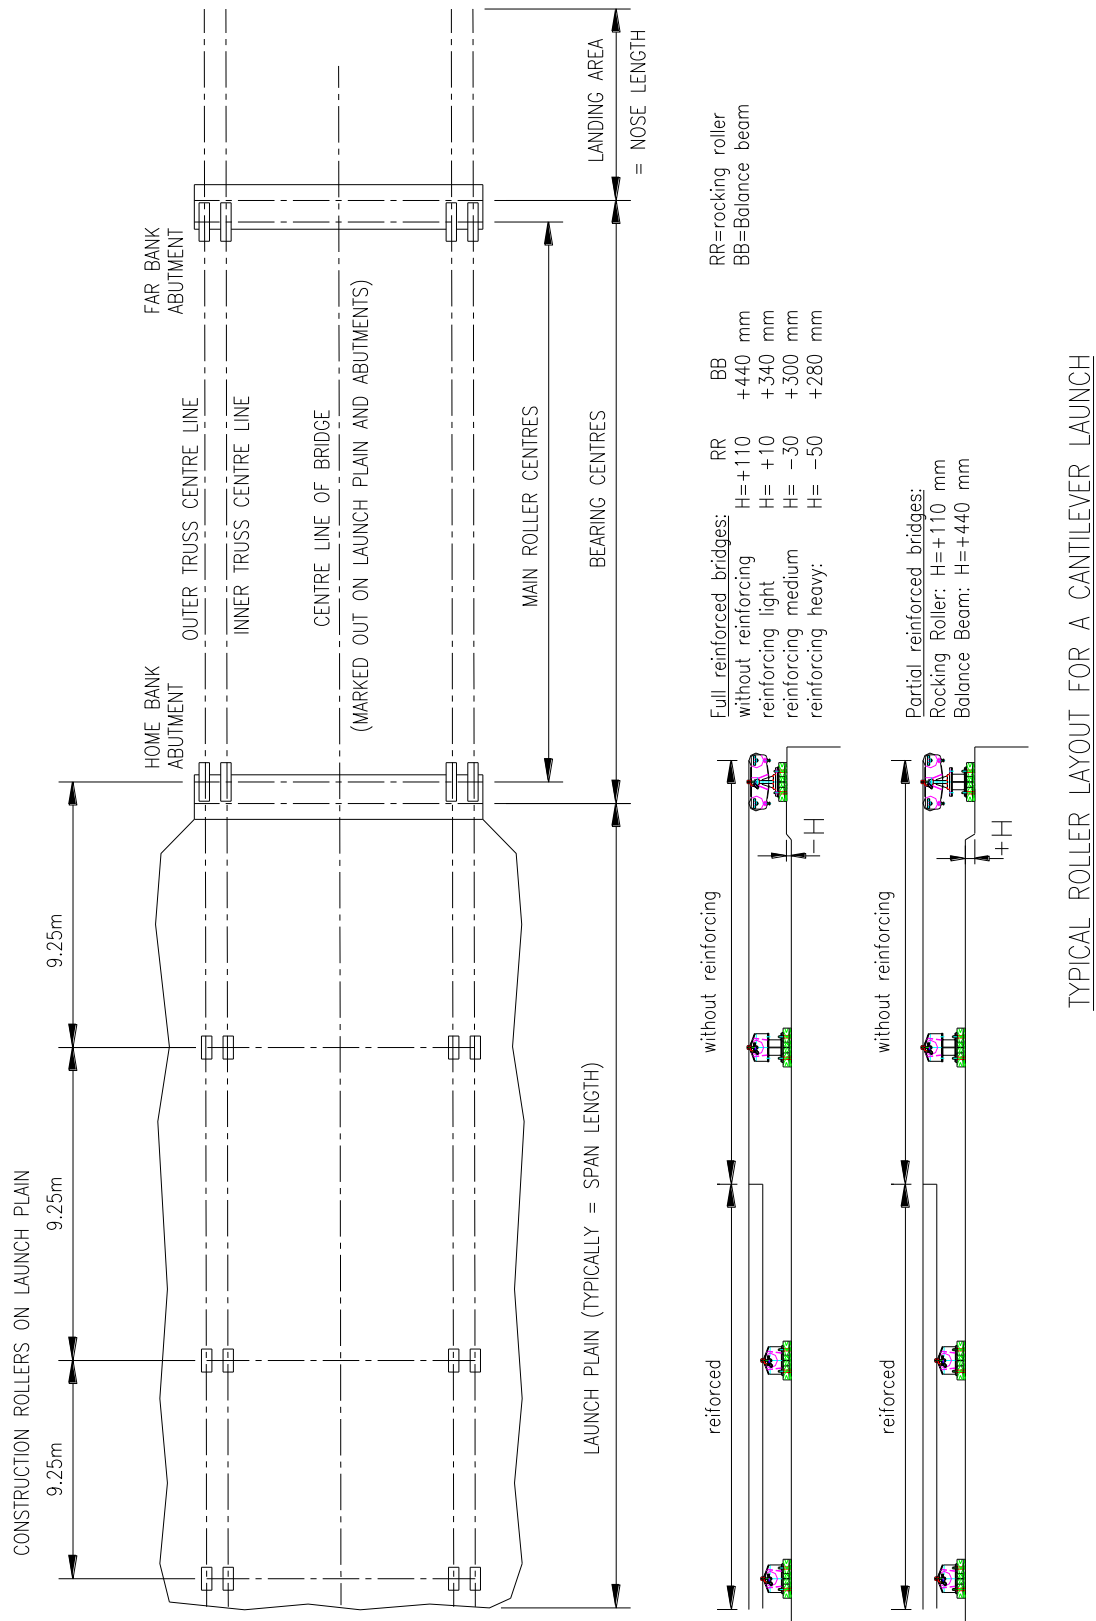 CONSTRUCTION ROLLERS ON LAUNCH PLAIN
9.25m
9.25m
9.25m
HOME BANK
ABUTMENT
FAR BANK
ABUTMENT
OUTER TRUSS CENTRE LINE
INNER TRUSS CENTRE LINE
CENTRE LINE OF BRIDGE
(MARKED OUT ON LAUNCH PLAIN AND ABUTMENTS)
MAIN ROLLER CENTRES
LAUNCH PLAIN (TYPICALLY = SPAN LENGTH)
BEARING CENTRES
LANDING AREA
= NOSE LENGTH
reiforced
without reinforcing
-H
Full reinforced bridges: RR BB
without reinforcing H=+110 +440 mm
reinforcing light H= +10 +340 mm
reinforcing medium H= -30 +300 mm
reinforcing heavy: H= -50 +280 mm
RR=rocking roller
BB=Balance beam
reiforced
without reinforcing
+H
Partial reinforced bridges:
Rocking Roller: H=+110 mm
Balance Beam: H=+440 mm
TYPICAL ROLLER LAYOUT FOR A CANTILEVER LAUNCH